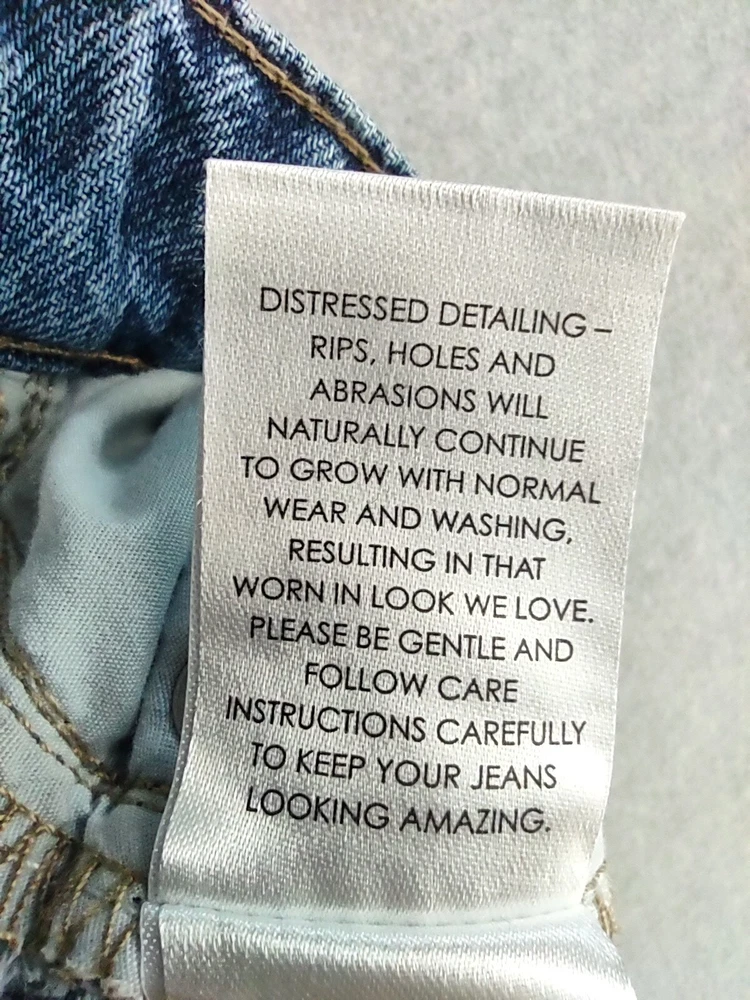 DISTRESSED DETAILING –
RIPS, HOLES AND
ABRASIONS WILL
NATURALLY CONTINUE
TO GROW WITH NORMAL
WEAR AND WASHING,
RESULTING IN THAT
WORN IN LOOK WE LOVE.
PLEASE BE GENTLE AND
FOLLOW CARE
INSTRUCTIONS CAREFULLY
TO KEEP YOUR JEANS
LOOKING AMAZING.